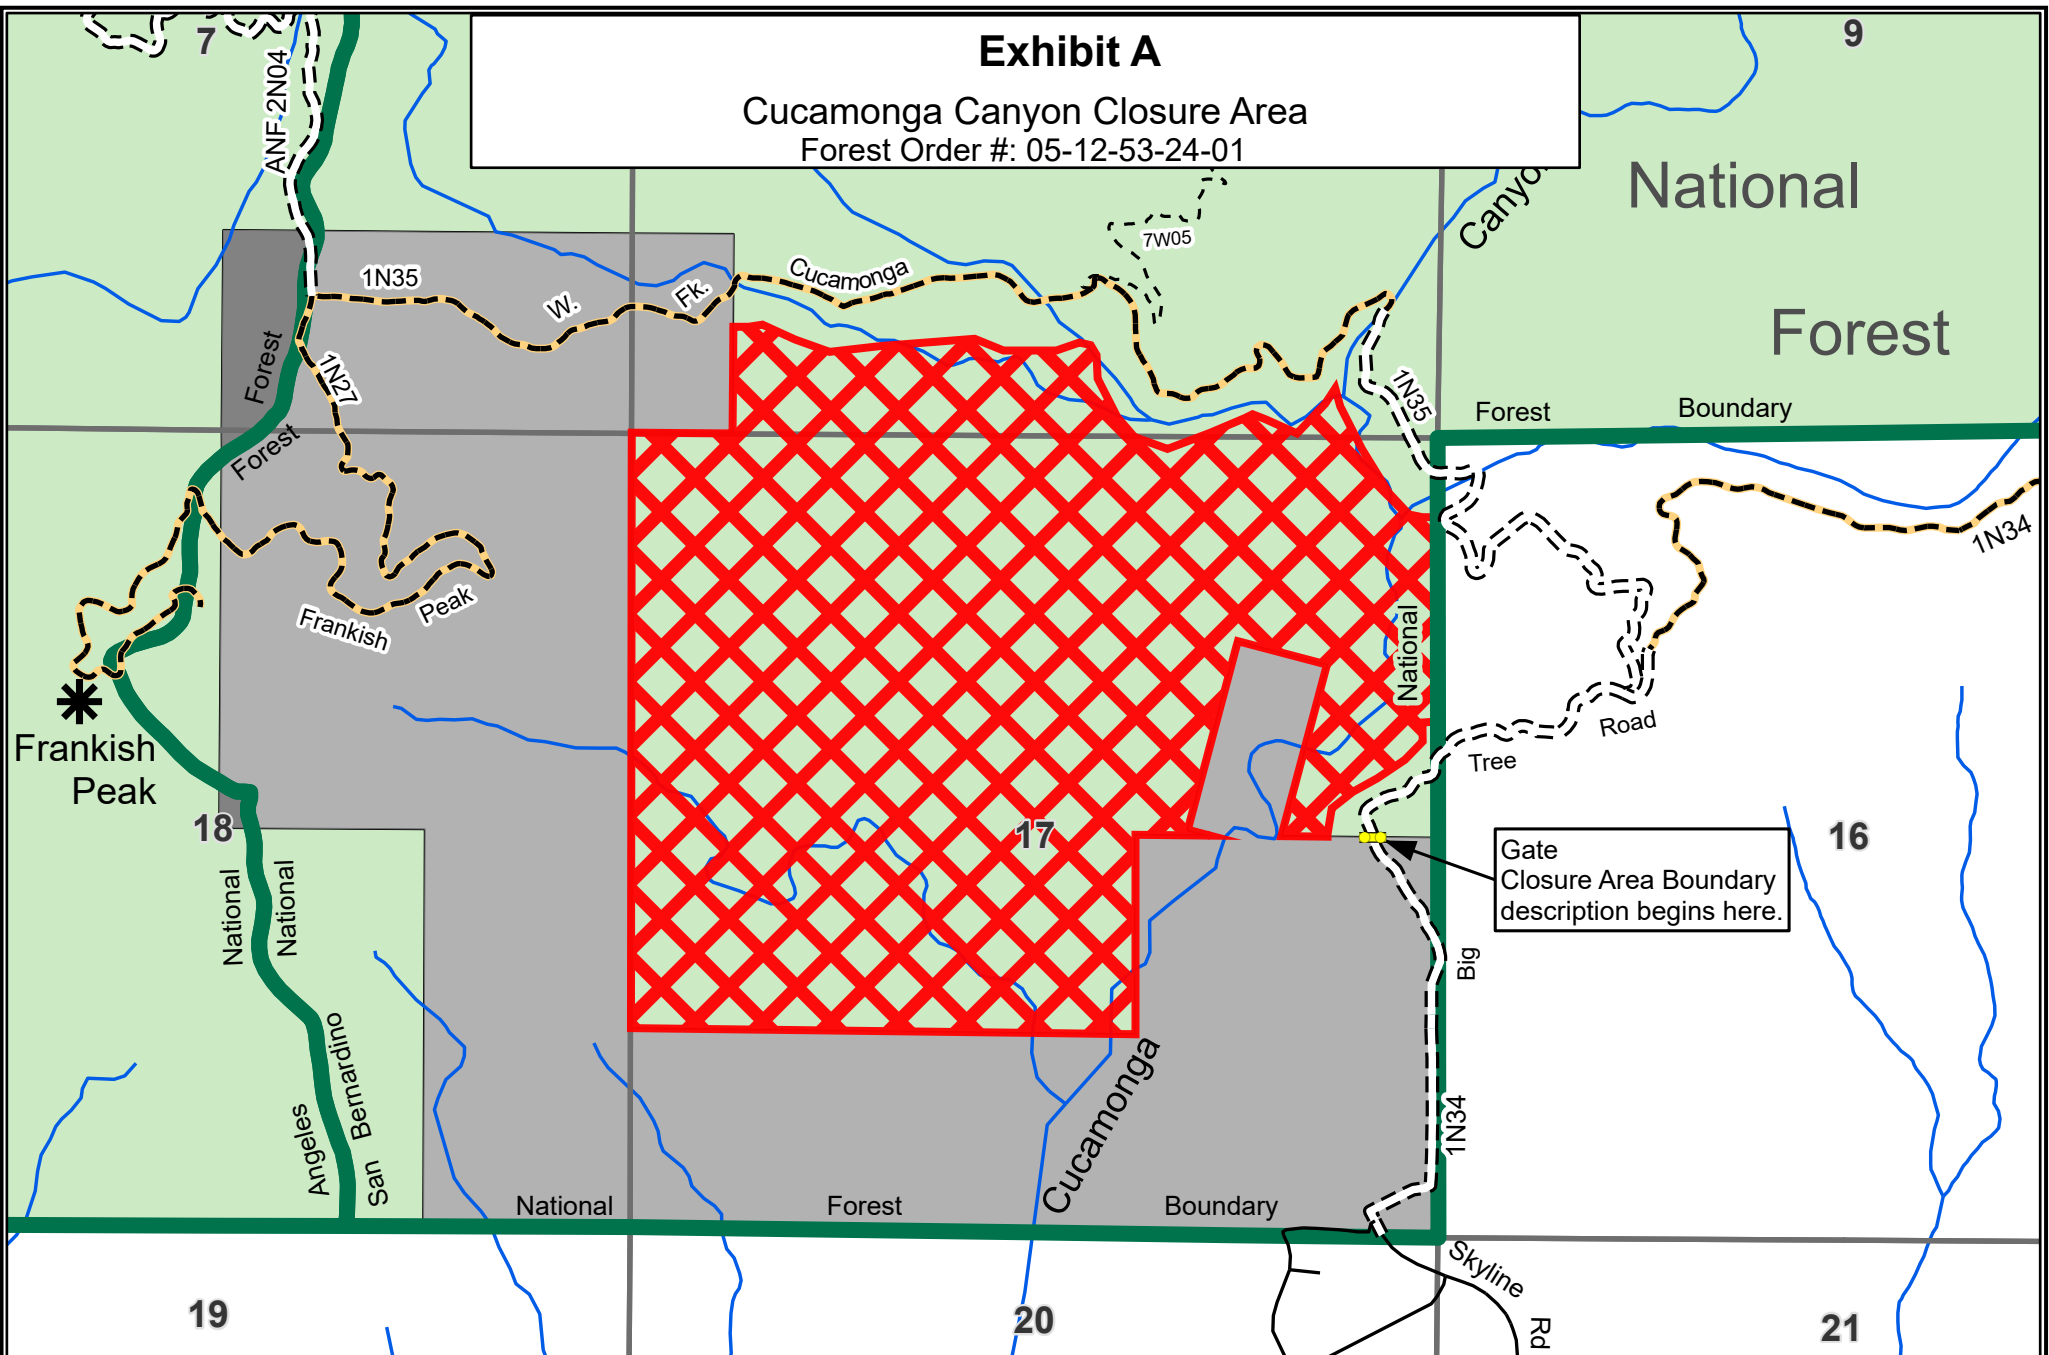 Exhibit A
Cucamonga Canyon Closure Area
Forest Order #: 05-12-53-24-01
7
9
ANF 2N04
National
Forest
Canyon
7W05
Cucamonga
1N35
W.
Fk.
Forest
1N27
Forest
1N35
Forest
Boundary
1N34
Frankish
Peak
National
Road
Tree
Frankish
Peak
18
17
16
Gate
Closure Area Boundary
description begins here.
National
National
Big
Angeles
San
Bernardino
Cucamonga
1N34
National
Forest
Boundary
Skyline
Rd
19
20
21